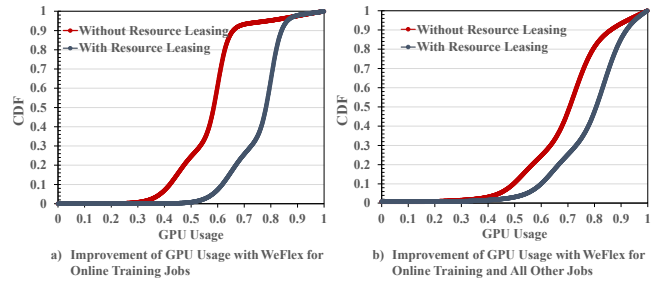 1
0.9
0.8
0.7
0.6
0.5
0.4
0.3
0.2
0.1
0
CDF
Without Resource Leasing
With Resource Leasing
0 0.1 0.2 0.3 0.4 0.5 0.6 0.7 0.8 0.9 1
GPU Usage
a) Improvement of GPU Usage with WeFlex for
Online Training Jobs
1
0.9
0.8
0.7
0.6
0.5
0.4
0.3
0.2
0.1
0
CDF
Without Resource Leasing
With Resource Leasing
0 0.1 0.2 0.3 0.4 0.5 0.6 0.7 0.8 0.9 1
GPU Usage
b) Improvement of GPU Usage with WeFlex for
Online Training and All Other Jobs